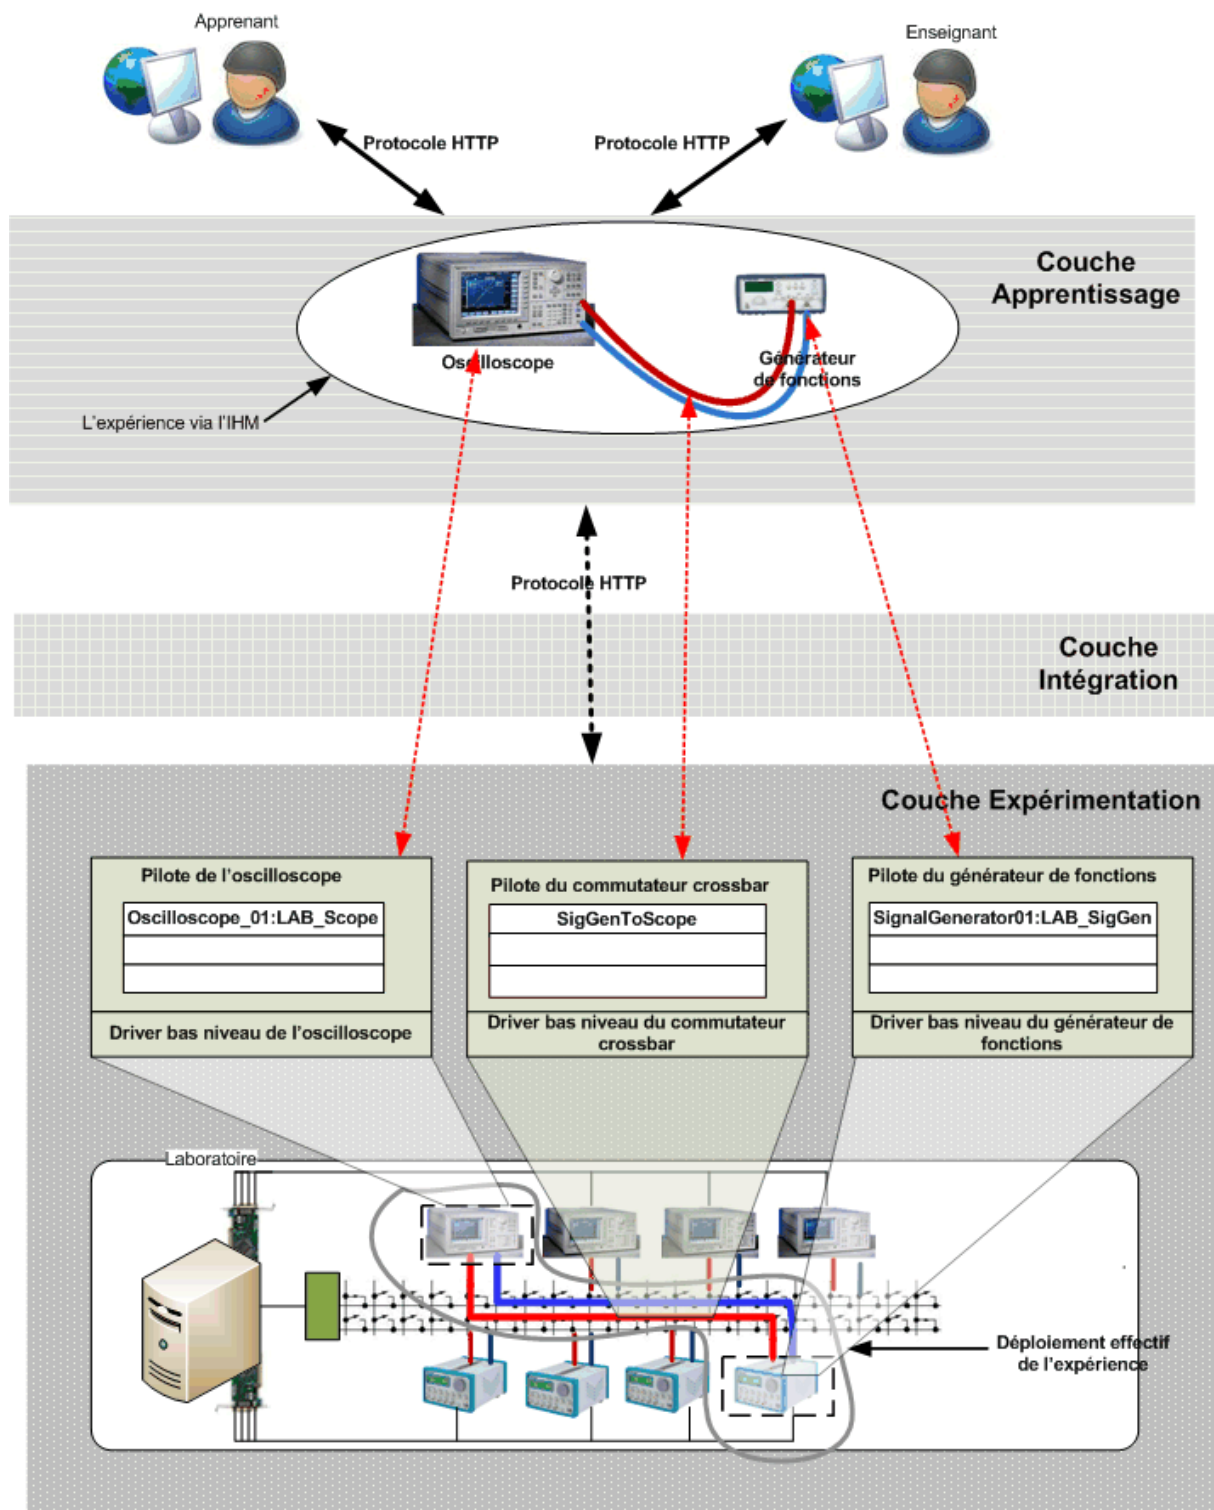 Apprenant
Enseignant
Protocole HTTP
Protocole HTTP
Couche
Apprentissage
Oscilloscope
Générateur
de fonctions
L'expérience via l'IHM
Protocole HTTP
Couche
Intégration
Couche Expérimentation
Pilote de l'oscilloscope
Oscilloscope_01:LAB_Scope
Driver bas niveau de l'oscilloscope
Pilote du commutateur crossbar
SigGenToScope
Driver bas niveau du commutateur
crossbar
Pilote du générateur de fonctions
SignalGenerator01:LAB_SigGen
Driver bas niveau du générateur de
fonctions
Laboratoire
Déploiement effectif
de l'expérience